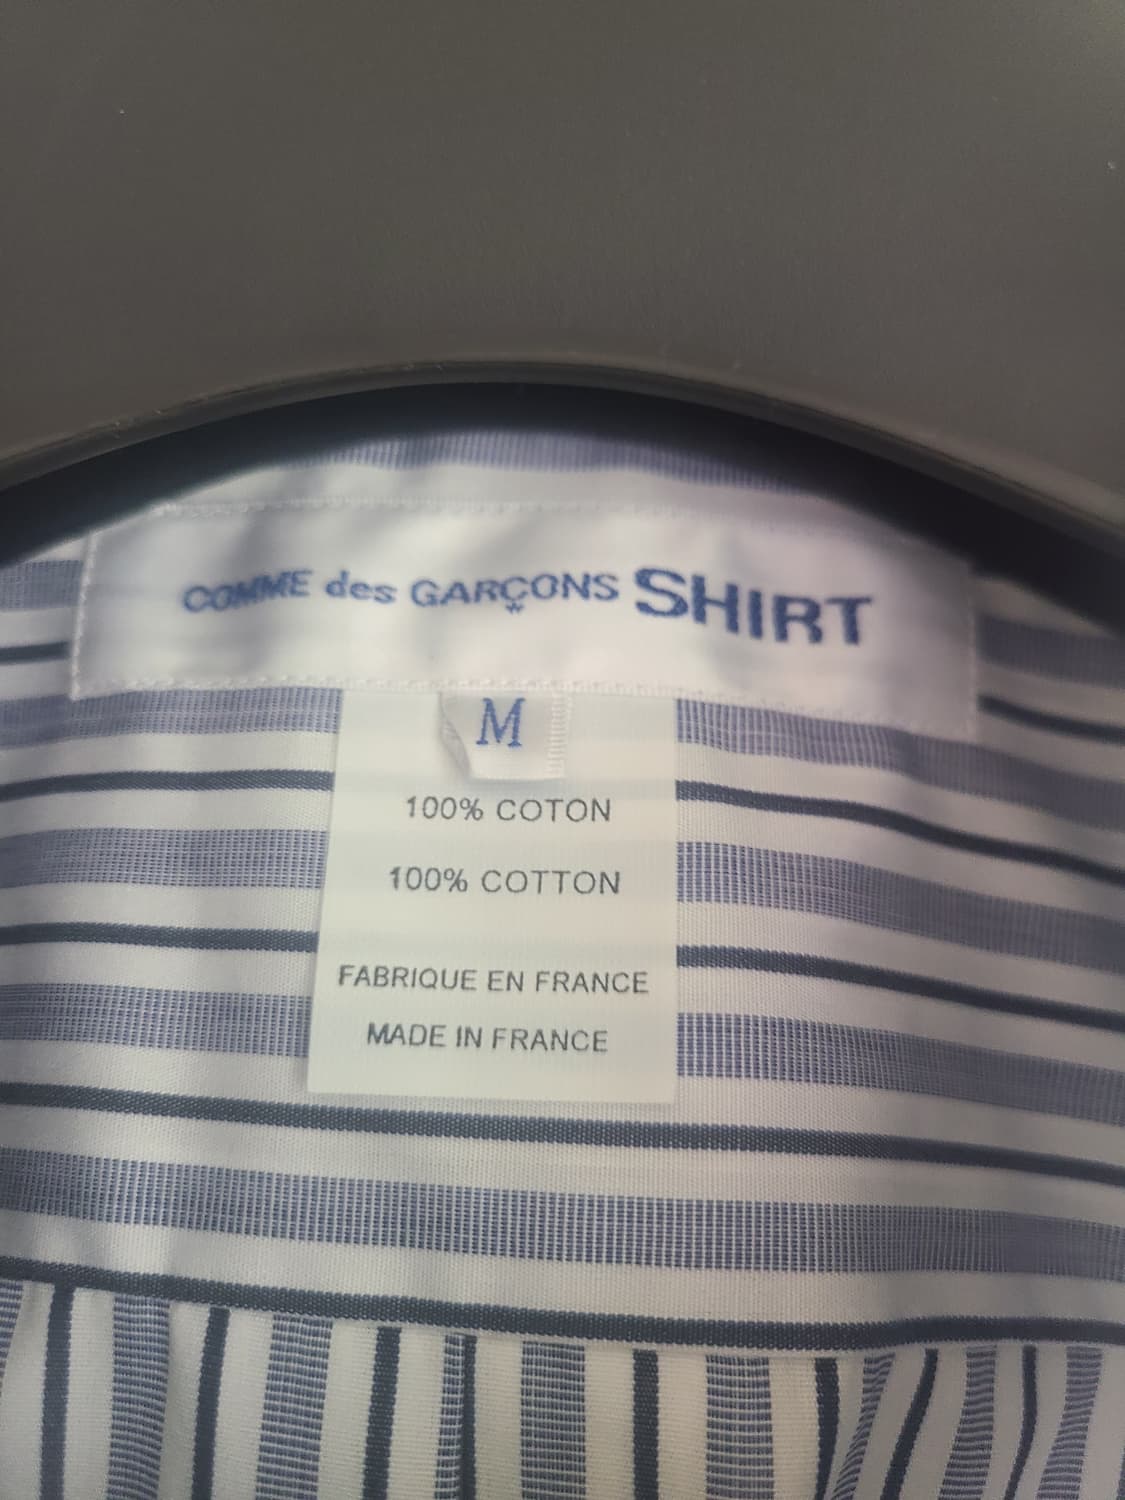 COMME des GARÇONS SHIRT
M
100% COTON
100% COTTON
FABRIQUE EN FRANCE
MADE IN FRANCE